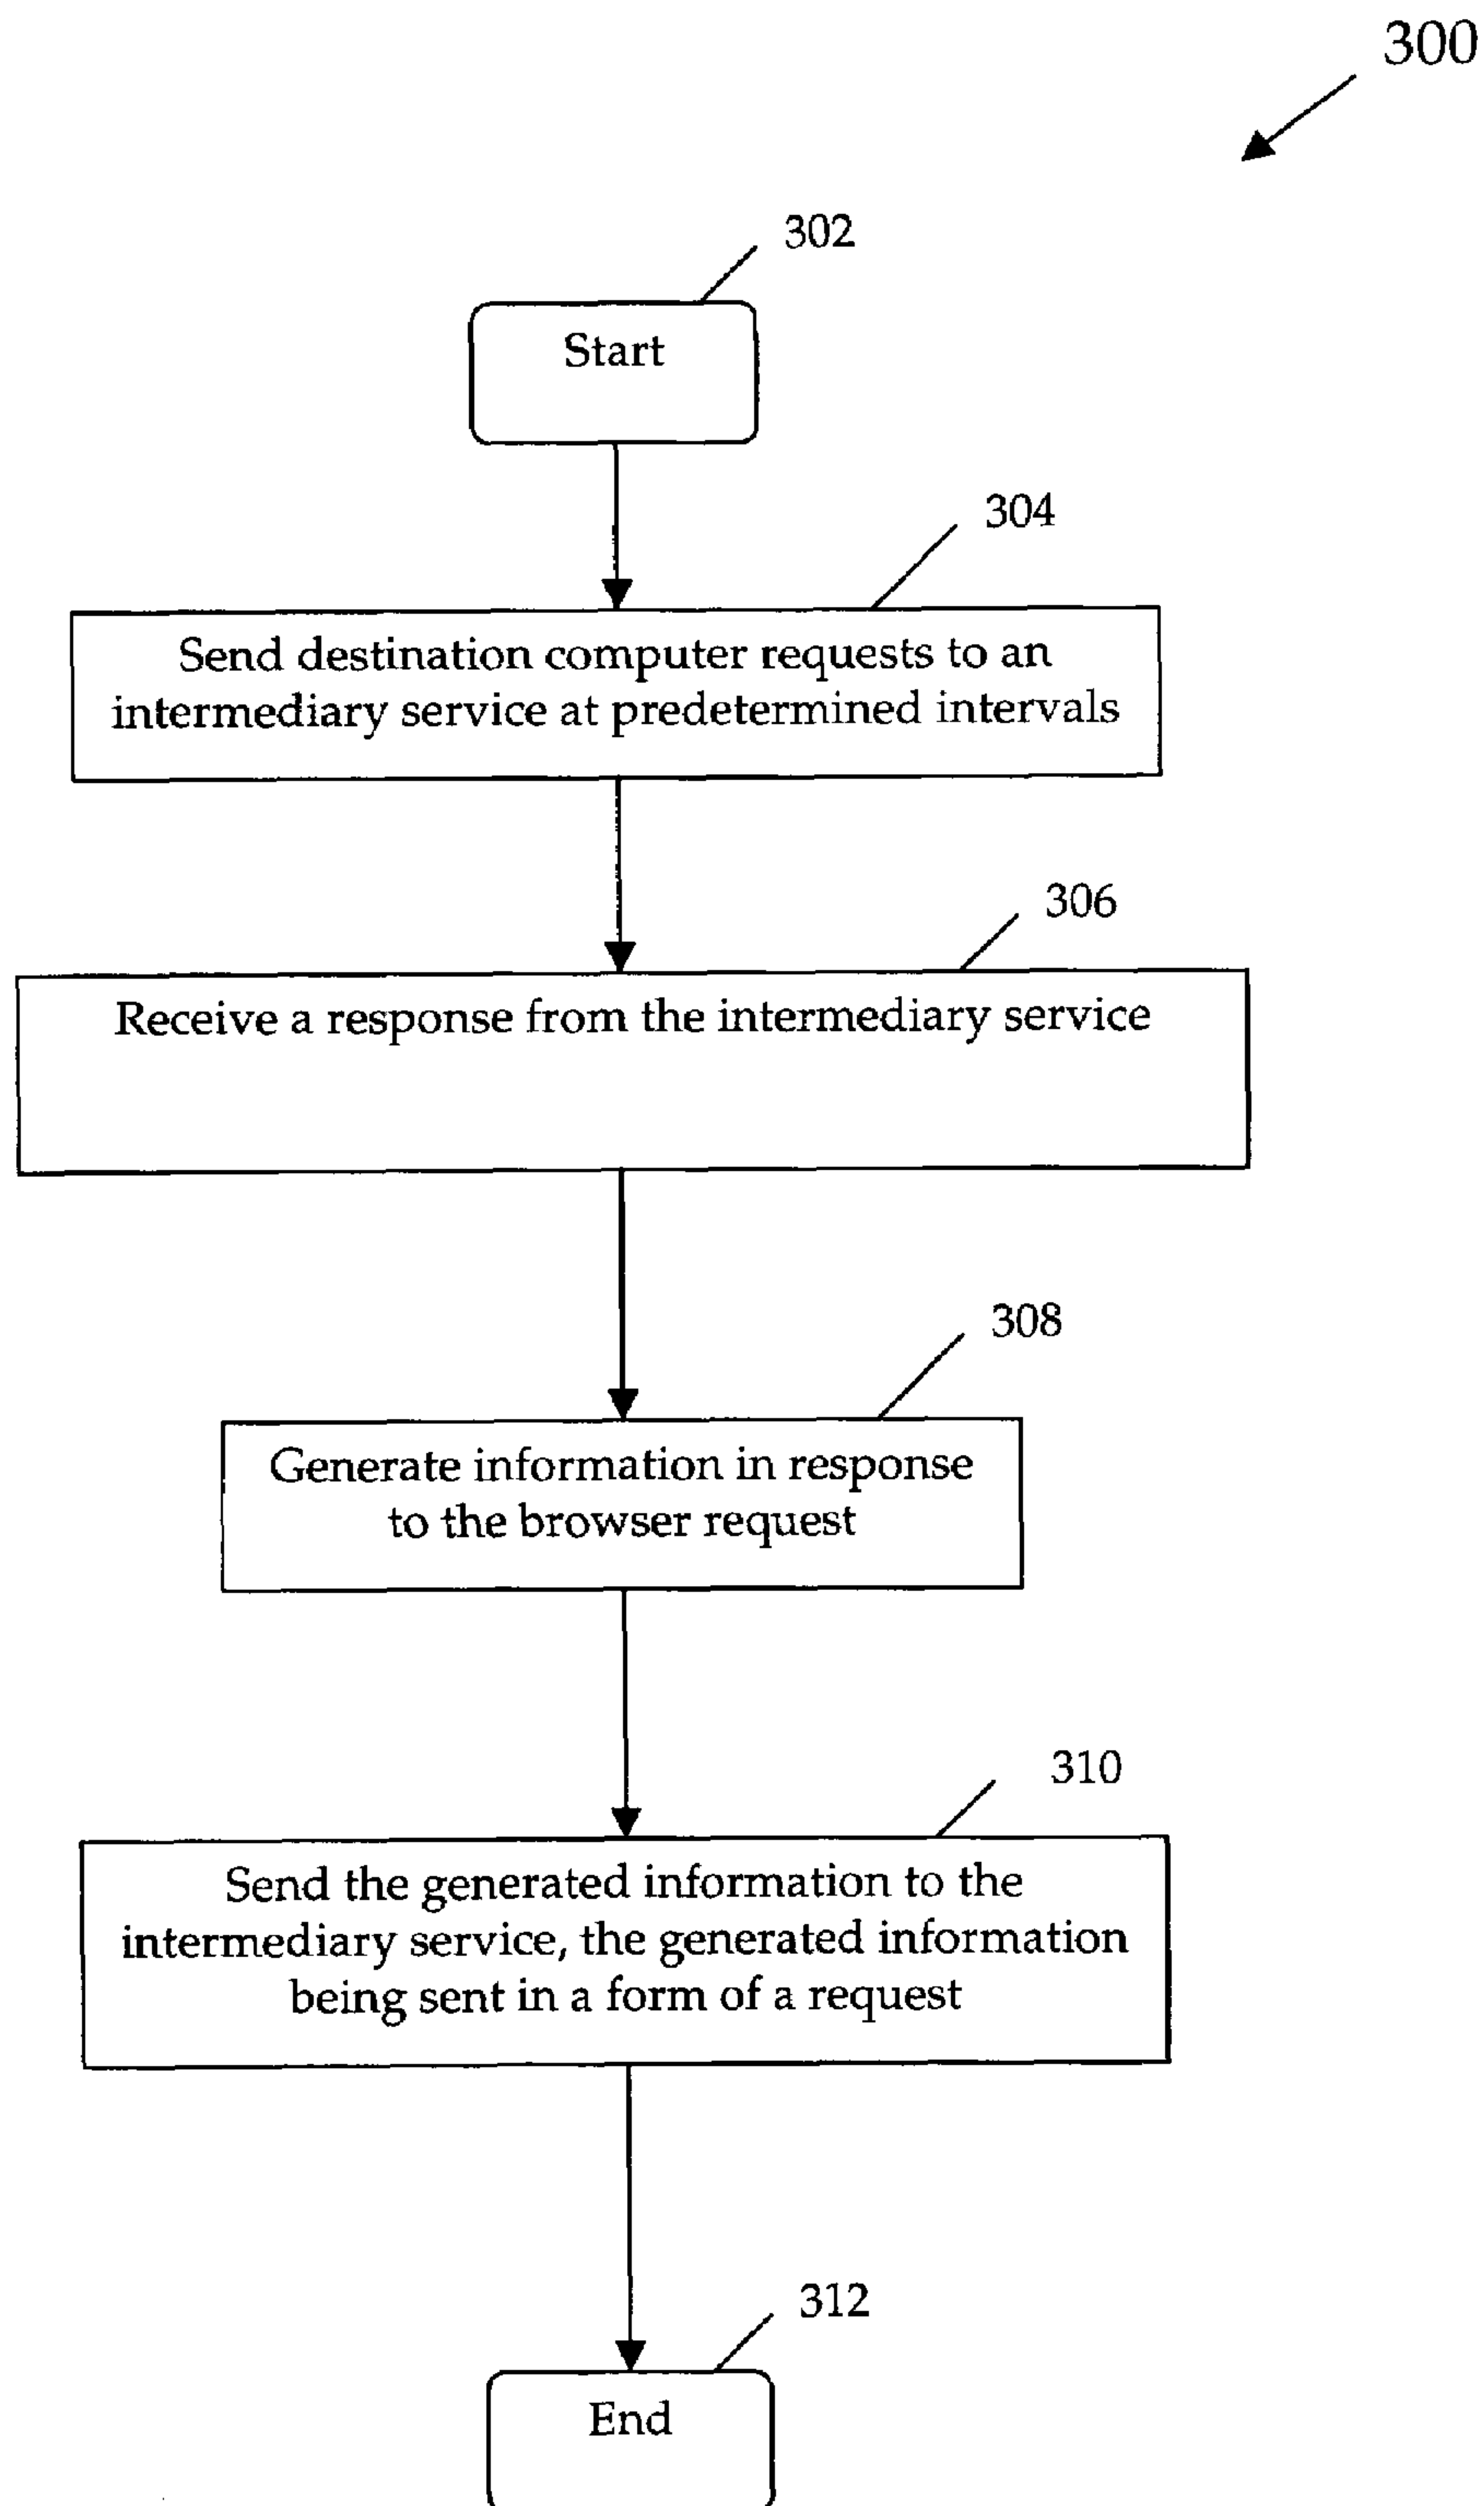 300
302
Start
304
Send destination computer requests to an
intermediary service at predetermined intervals
306
Receive a response from the intermediary service
308
Generate information in response
to the browser request
310
Send the generated information to the
intermediary service, the generated information
being sent in a form of a request
312
End